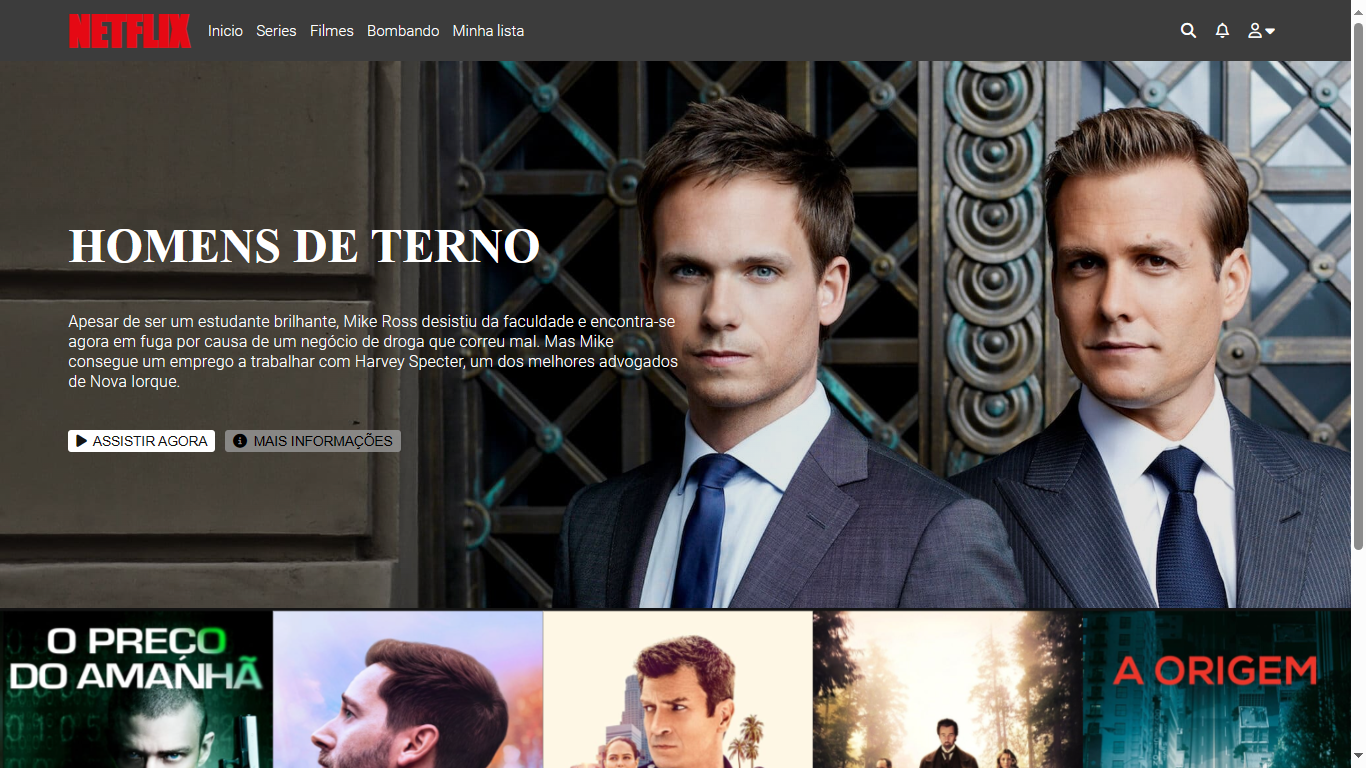 NETFLIX Inicio Series Filmes Bombando Minha lista
HOMENS DE TERNO
Apesar de ser um estudante brilhante, Mike Ross desistiu da faculdade e encontra-se
agora em fuga por causa de um negócio de droga que correu mal. Mas Mike
consegue um emprego a trabalhar com Harvey Specter, um dos melhores advogados
de Nova Iorque.
ASSISTIR AGORA MAIS INFORMAÇÕES
O PREÇO
DO AMANHÃ
A ORIGEM